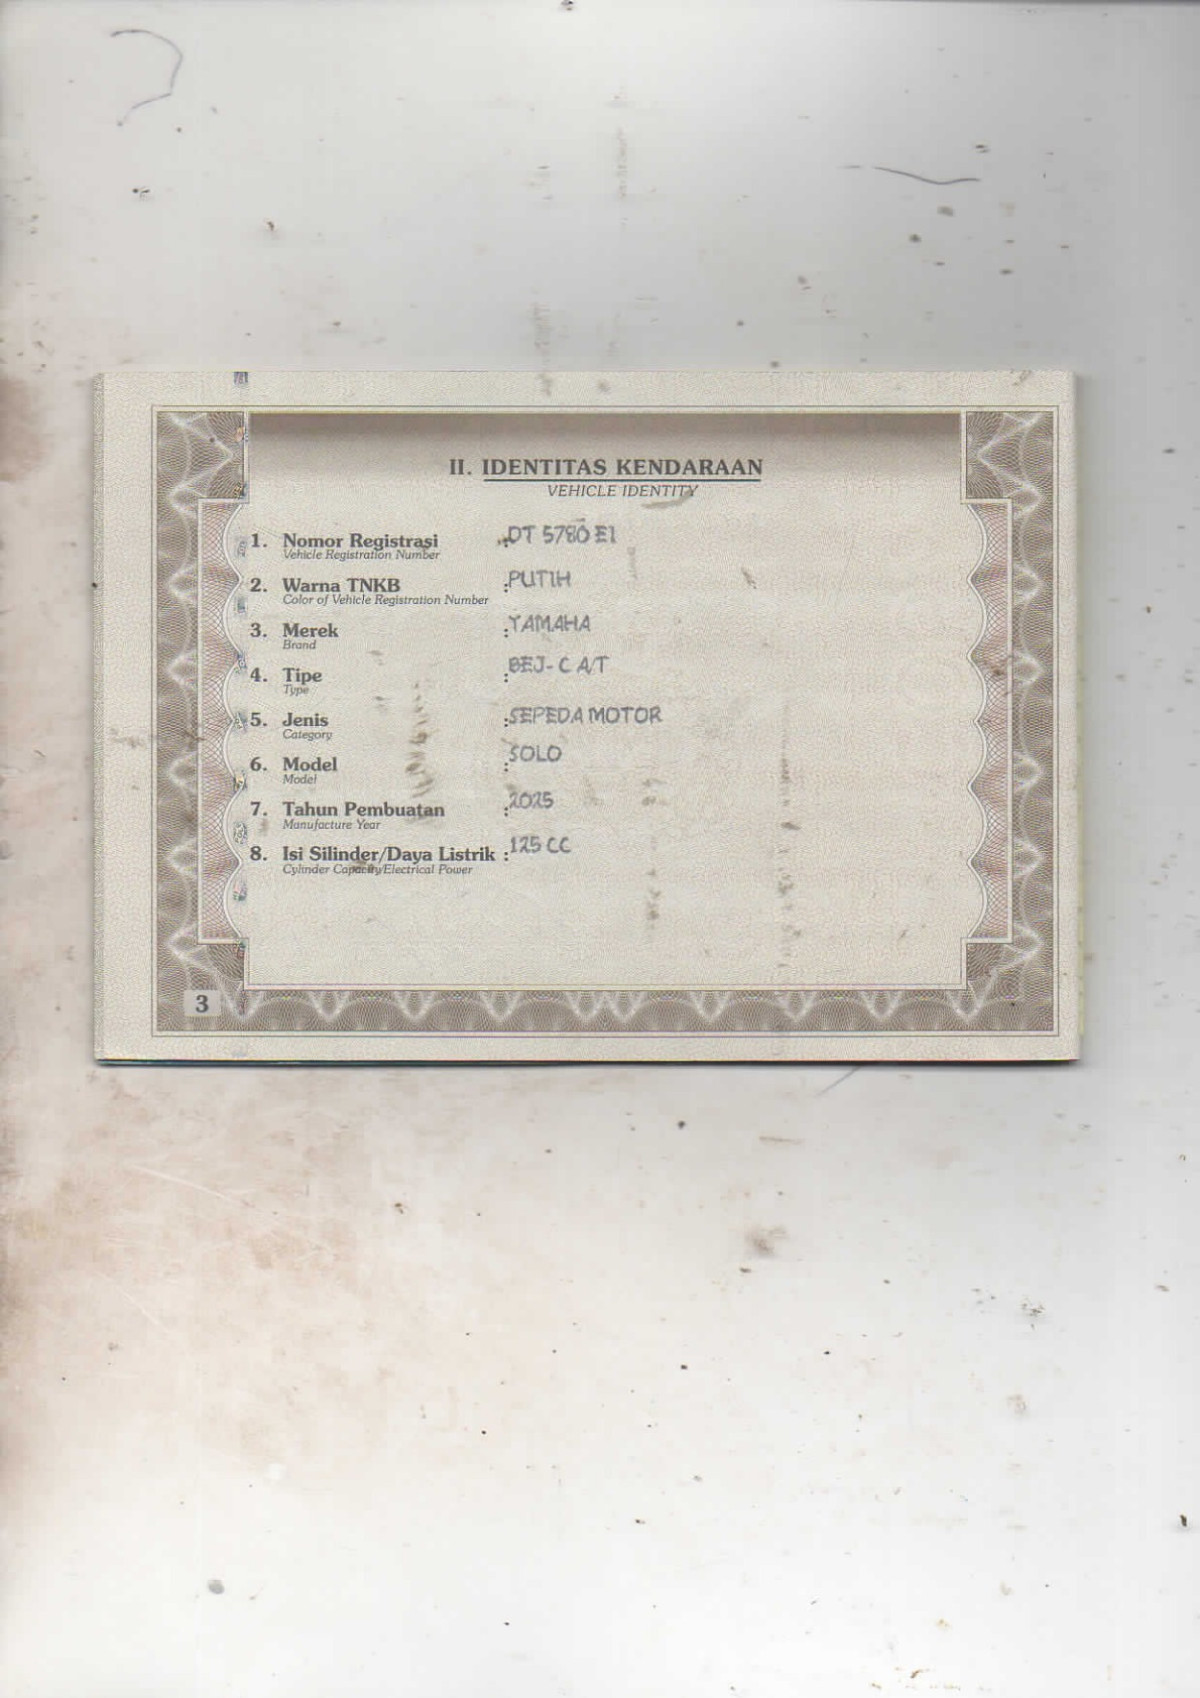 II. IDENTITAS KENDARAAN
VEHICLE IDENTITY
1. Nomor Registrasi : DT 5780 EI
Vehicle Registration Number
2. Warna TNKB : PUTIH
Color of Vehicle Registration Number
3. Merek : YAMAHA
Brand
4. Tipe : BEJ-C A/T
Type
5. Jenis : SEPEDA MOTOR
Category
6. Model : SOLO
Model
7. Tahun Pembuatan : 2025
Manufacture Year
8. Isi Silinder/Daya Listrik : 125 CC
Cylinder Capacity/Electrical Power
3